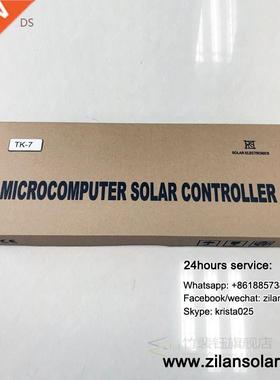 DS
TK-7
SOLAR ELECTRONICS
MICROCOMPUTER SOLAR CONTROLLER
24hours service:
Whatsapp: +86188573
Facebook/wechat: zilan
Skype: krista025
www.zilansolar